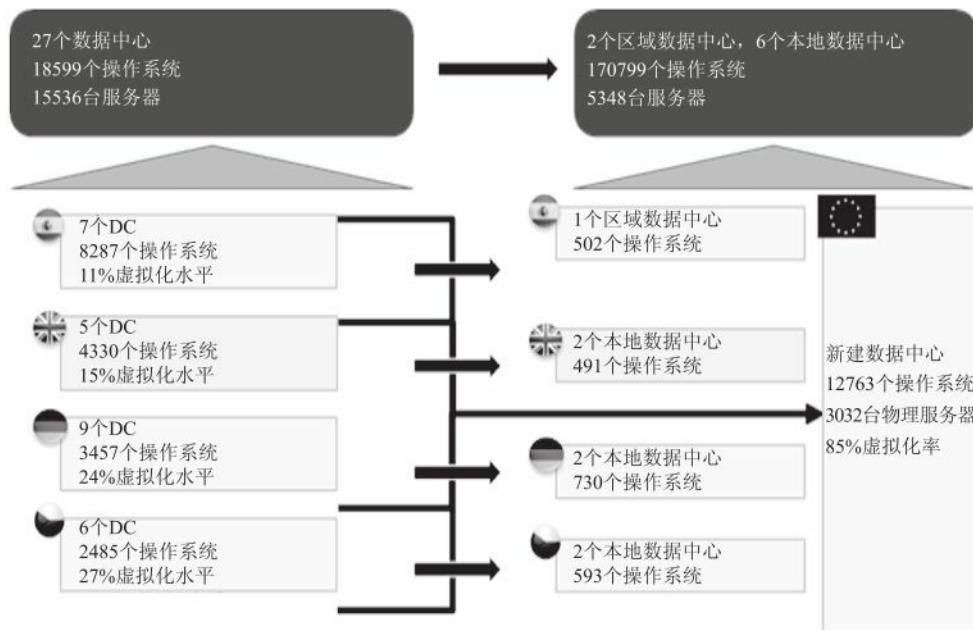 27个数据中心
18599个操作系统
15536台服务器
2个区域数据中心，6个本地数据中心
170799个操作系统
5348台服务器
7个DC
8287个操作系统
11%虚拟化水平
5个DC
4330个操作系统
15%虚拟化水平
9个DC
3457个操作系统
24%虚拟化水平
6个DC
2485个操作系统
27%虚拟化水平
1个区域数据中心
502个操作系统
2个本地数据中心
491个操作系统
2个本地数据中心
730个操作系统
2个本地数据中心
593个操作系统
新建数据中心
12763个操作系统
3032台物理服务器
85%虚拟化率